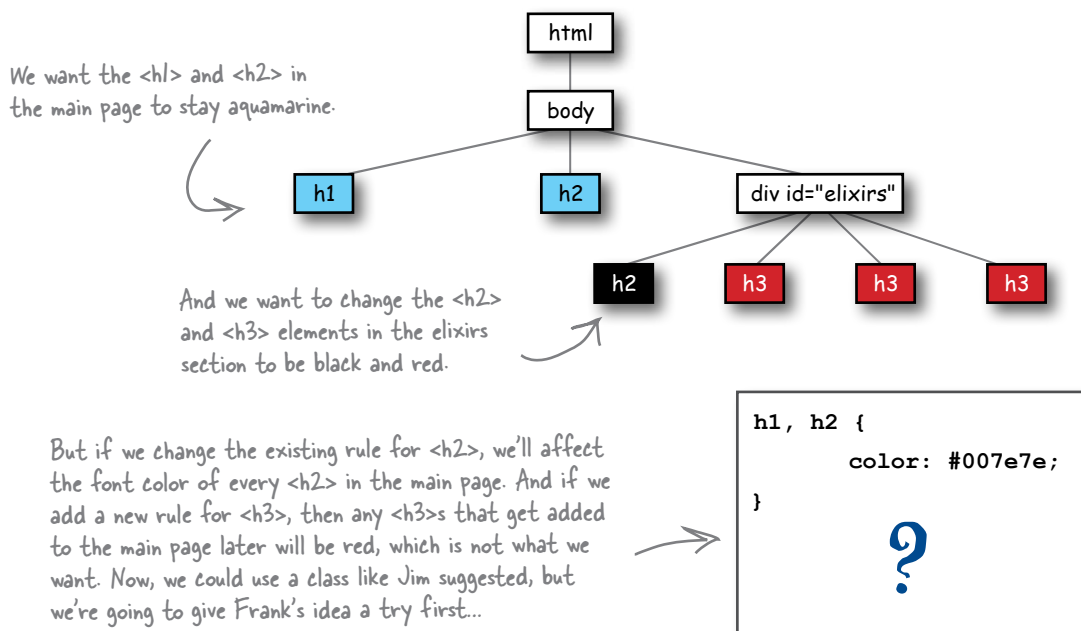 html
We want the <h1> and <h2> in
the main page to stay aquamarine.
body
h1
h2
div id="elixirs"
h2
h3
h3
h3
And we want to change the <h2>
and <h3> elements in the elixirs
section to be black and red.
But if we change the existing rule for <h2>, we'll affect
the font color of every <h2> in the main page. And if we
add a new rule for <h3>, then any <h3>s that get added
to the main page later will be red, which is not what we
want. Now, we could use a class like Jim suggested, but
we're going to give Frank's idea a try first...
h1, h2 {
color: #007e7e;
}
?